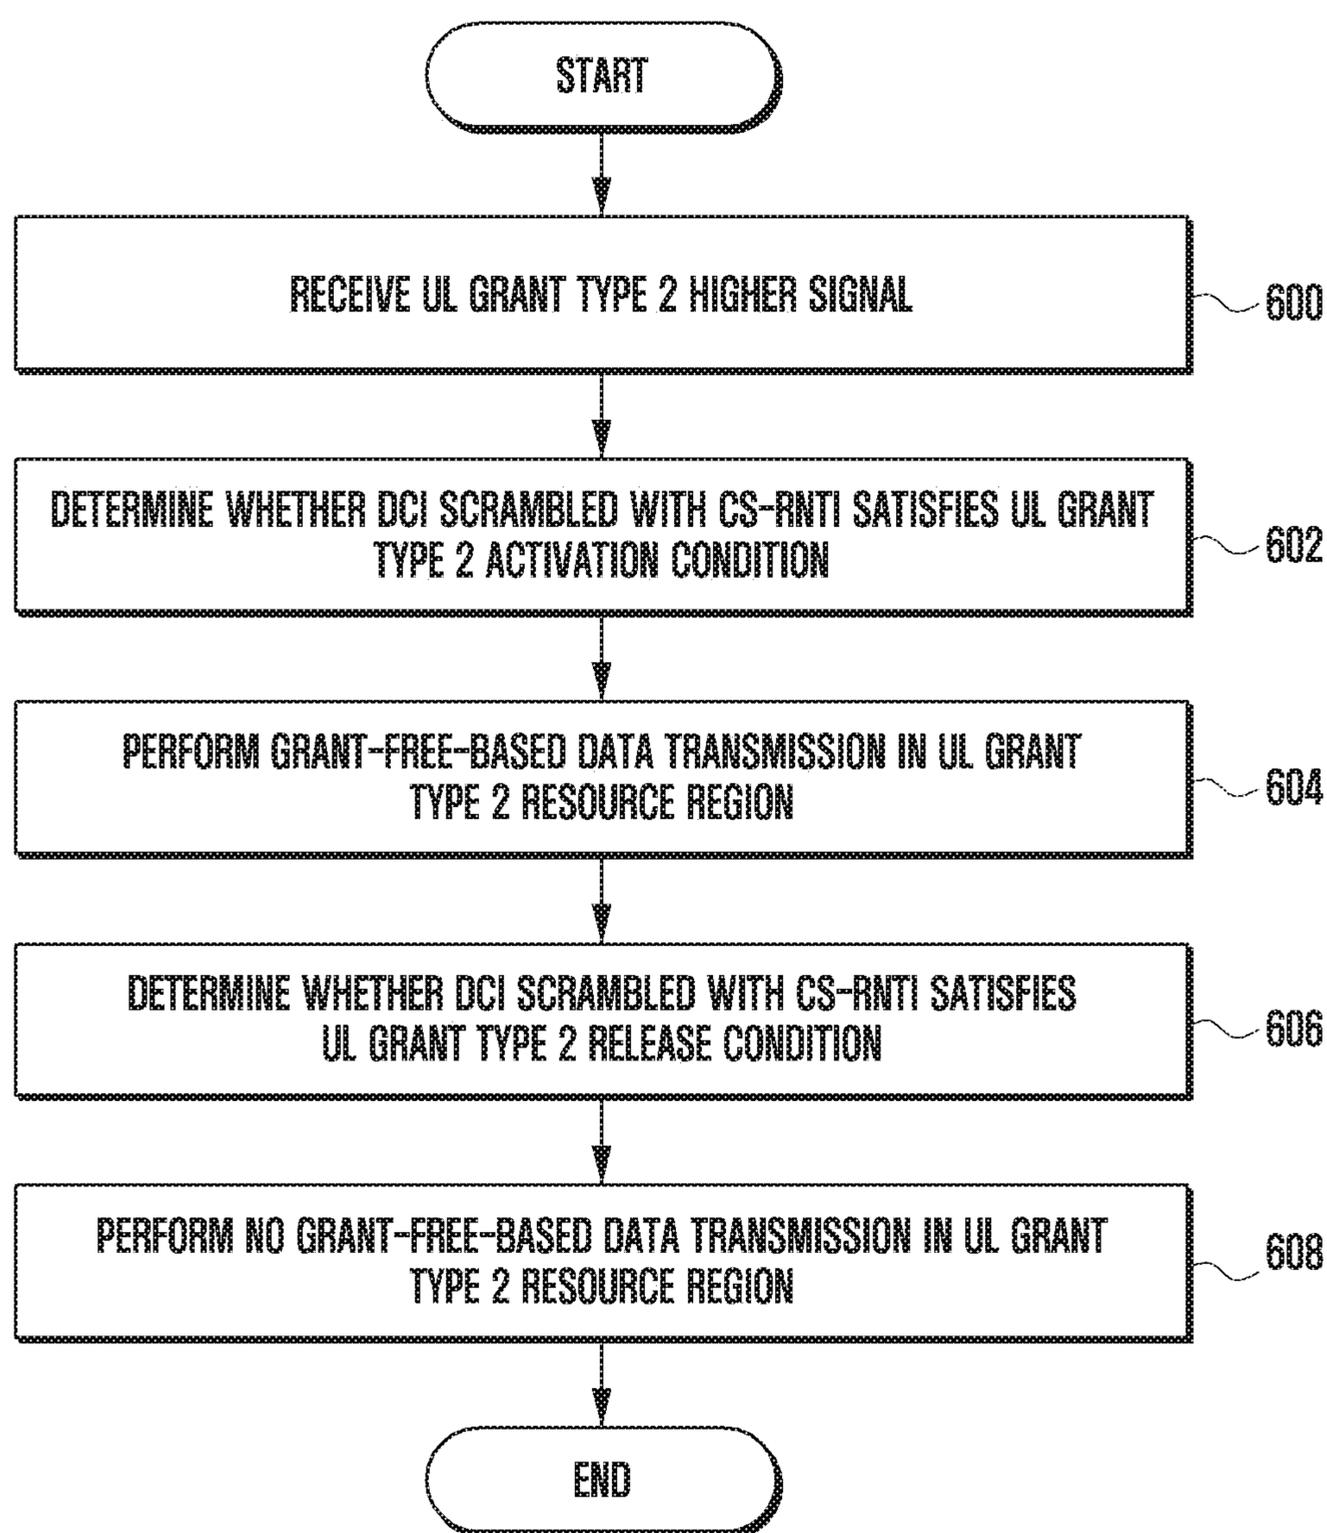 START
RECEIVE UL GRANT TYPE 2 HIGHER SIGNAL
600
DETERMINE WHETHER DCI SCRAMBLED WITH CS-RNTI SATISFIES UL GRANT
TYPE 2 ACTIVATION CONDITION
602
PERFORM GRANT-FREE-BASED DATA TRANSMISSION IN UL GRANT
TYPE 2 RESOURCE REGION
604
DETERMINE WHETHER DCI SCRAMBLED WITH CS-RNTI SATISFIES
UL GRANT TYPE 2 RELEASE CONDITION
606
PERFORM NO GRANT-FREE-BASED DATA TRANSMISSION IN UL GRANT
TYPE 2 RESOURCE REGION
608
END